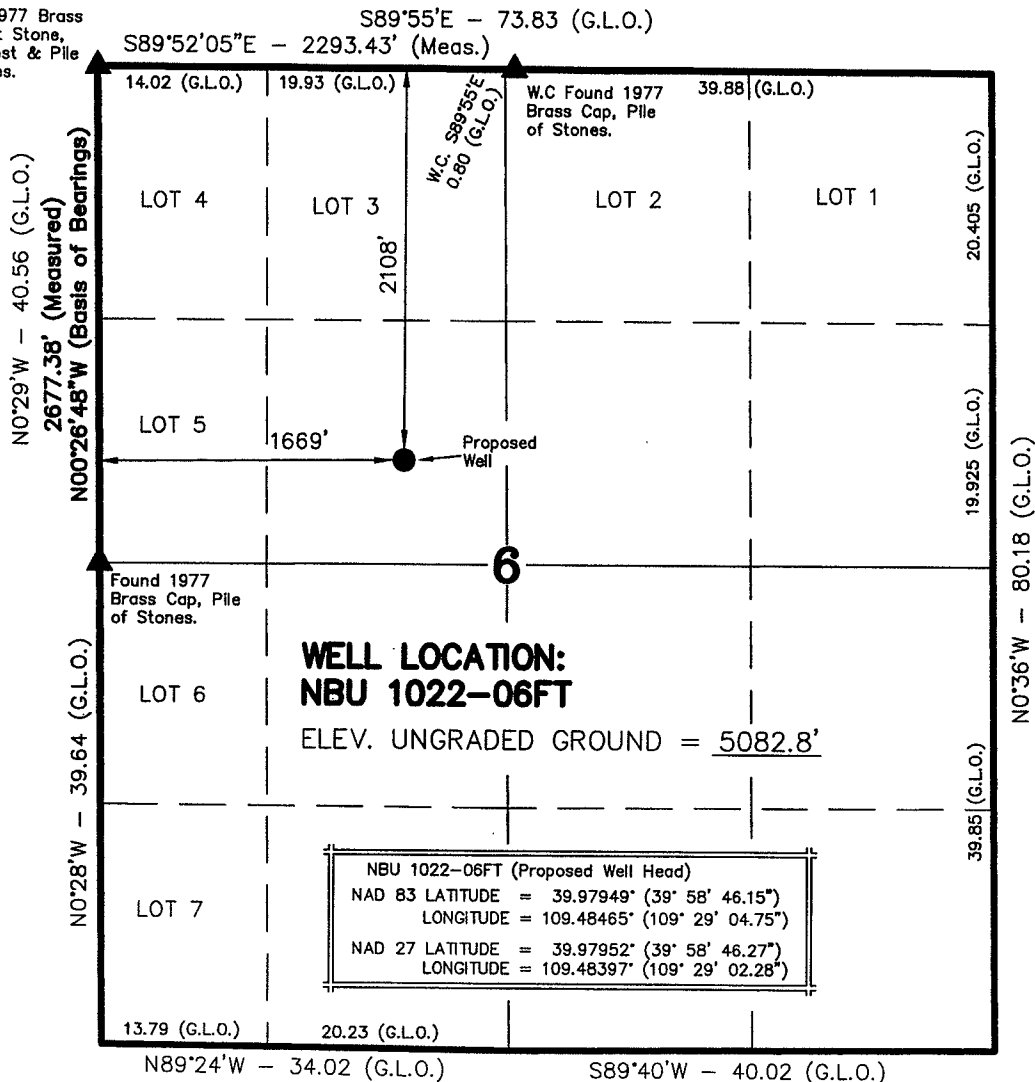 S89°55'E - 73.83 (G.L.O.)
977 Brass
Stone,
& Pile
S89°52'05"E - 2293.43' (Meas.)
14.02 (G.L.O.)
19.93 (G.L.O.)
W.C. S89°55'E
0.80 (G.L.O.)
W.C Found 1977
Brass Cap, Pile
of Stones.
39.88 (G.L.O.)
N0°29'W - 40.56 (G.L.O.)
2677.38' (Measured)
N00°26'48"W (Basis of Bearings)
LOT 4
LOT 3
LOT 2
LOT 1
20.405 (G.L.O.)
2108'
LOT 5
1669'
Proposed
Well
19.925 (G.L.O.)
N0°36'W - 80.18 (G.L.O.)
6
Found 1977
Brass Cap, Pile
of Stones.
WELL LOCATION:
NBU 1022-06FT
ELEV. UNGRADED GROUND = 5082.8'
LOT 6
N0°28'W - 39.64 (G.L.O.)
39.85 (G.L.O.)
NBU 1022-06FT (Proposed Well Head)
NAD 83 LATITUDE = 39.97949° (39° 58' 46.15")
LONGITUDE = 109.48465° (109° 29' 04.75")
NAD 27 LATITUDE = 39.97952° (39° 58' 46.27")
LONGITUDE = 109.48397° (109° 29' 02.28")
LOT 7
13.79 (G.L.O.)
20.23 (G.L.O.)
N89°24'W - 34.02 (G.L.O.)
S89°40'W - 40.02 (G.L.O.)